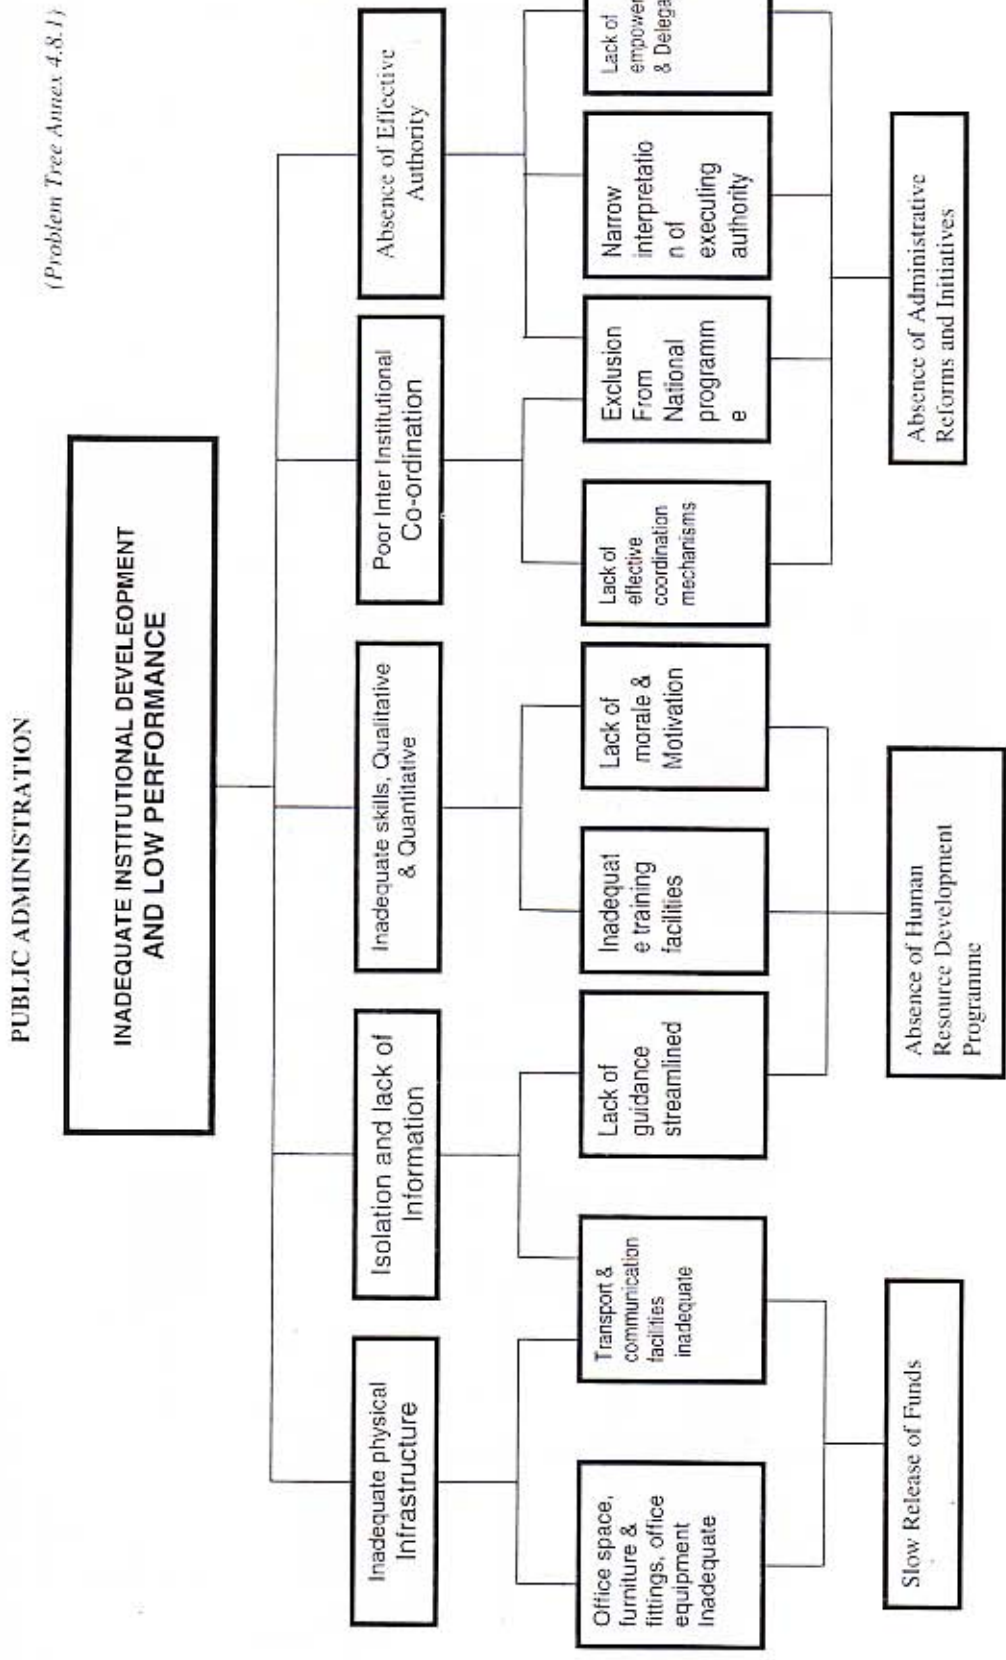 PUBLIC ADMINISTRATION
(Problem Tree Annex 4.8.1)
INADEQUATE INSTITUTIONAL DEVELEOPMENT
AND LOW PERFORMANCE
Inadequate physical
Infrastructure
Isolation and lack of
Information
Inadequate skills, Qualitative
& Quantitative
Poor Inter Institutional
Co-ordination
Absence of Effective
Authority
Office space,
furniture &
fittings, office
equipment
Inadequate
Transport &
communication
facilities
inadequate
Lack of
guidance
streamlined
Inadequat
e training
facilities
Lack of
morale &
Motivation
Lack of
effective
coordination
mechanisms
Exclusion
From
National
programm
e
Narrow
interpretatio
n of
executing
authority
Lack of
empower
& Delega
Slow Release of Funds
Absence of Human
Resource Development
Programme
Absence of Administrative
Reforms and Initiatives